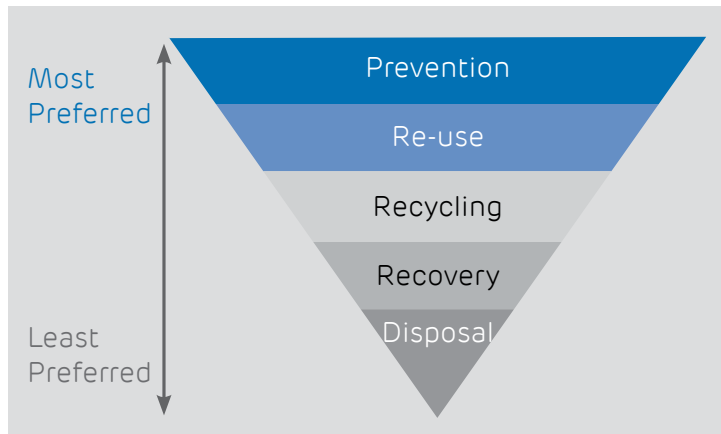 Most
Preferred
Prevention
Re-use
Recycling
Recovery
Disposal
Least
Preferred